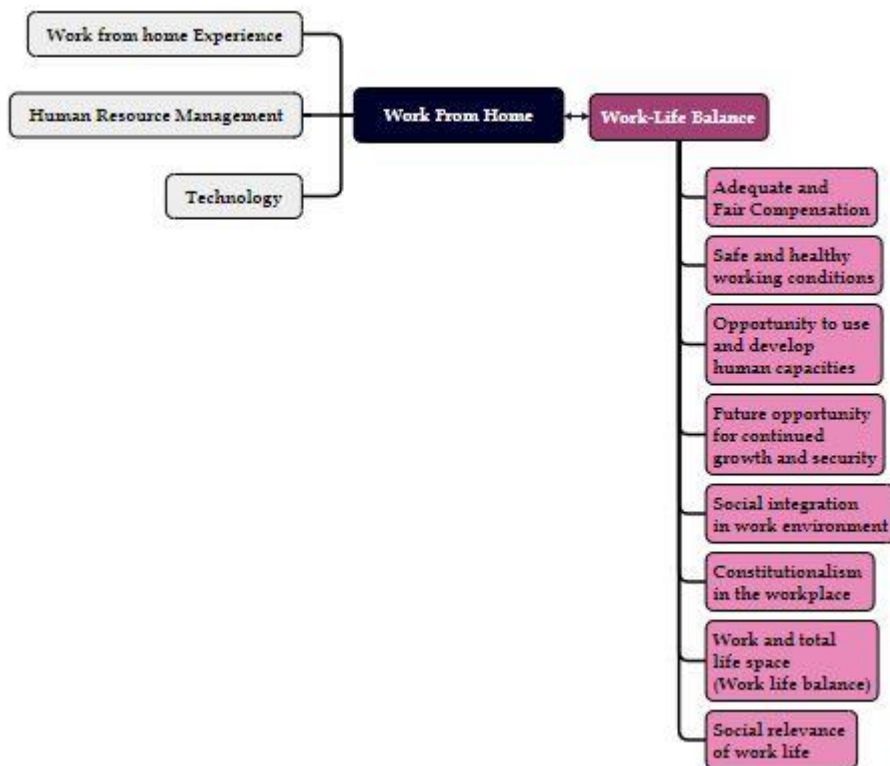 Work from home Experience
Human Resource Management
Technology
Work From Home
Work-Life Balance
Adequate and
Fair Compensation
Safe and healthy
working conditions
Opportunity to use
and develop
human capacities
Future opportunity
for continued
growth and security
Social integration
in work environment
Constitutionalism
in the workplace
Work and total
life space
(Work life balance)
Social relevance
of work life